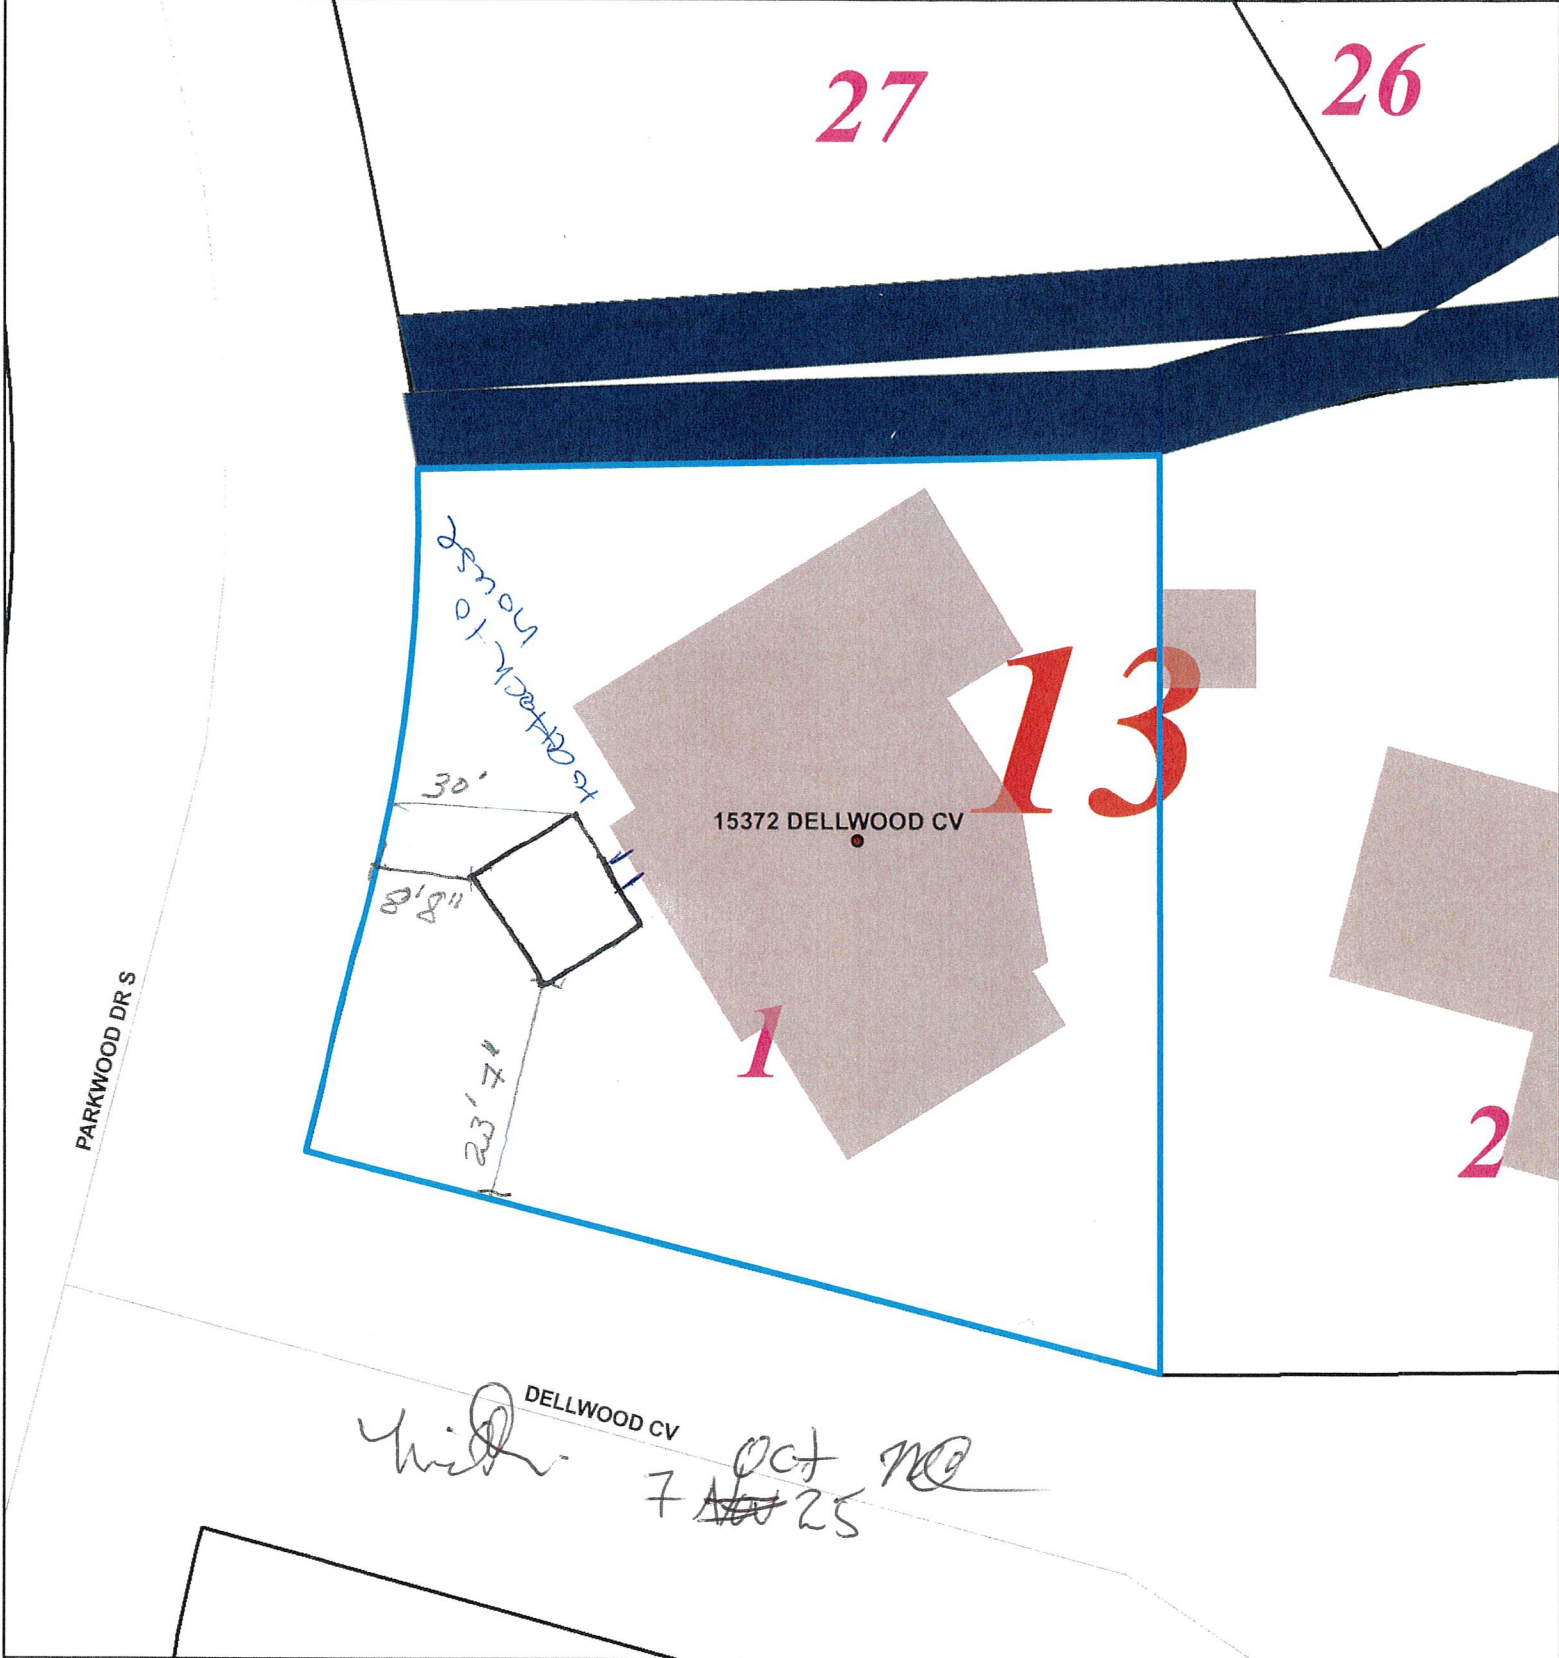 27
26
to attach to
house
13
30'
15372 DELLWOOD CV
8'8"
PARKWOOD DR S
1
23' 7"
2
DELLWOOD CV
Oct
7 25